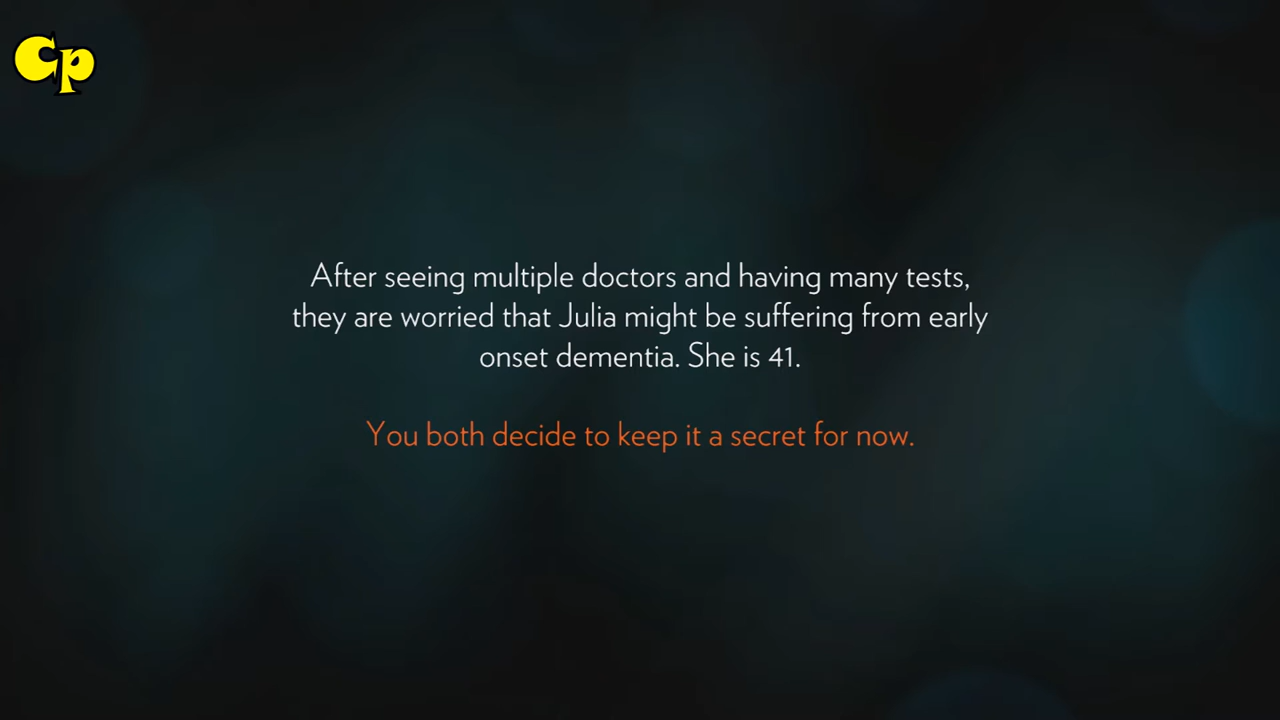 Cp
After seeing multiple doctors and having many tests,
they are worried that Julia might be suffering from early
onset dementia. She is 41.
You both decide to keep it a secret for now.